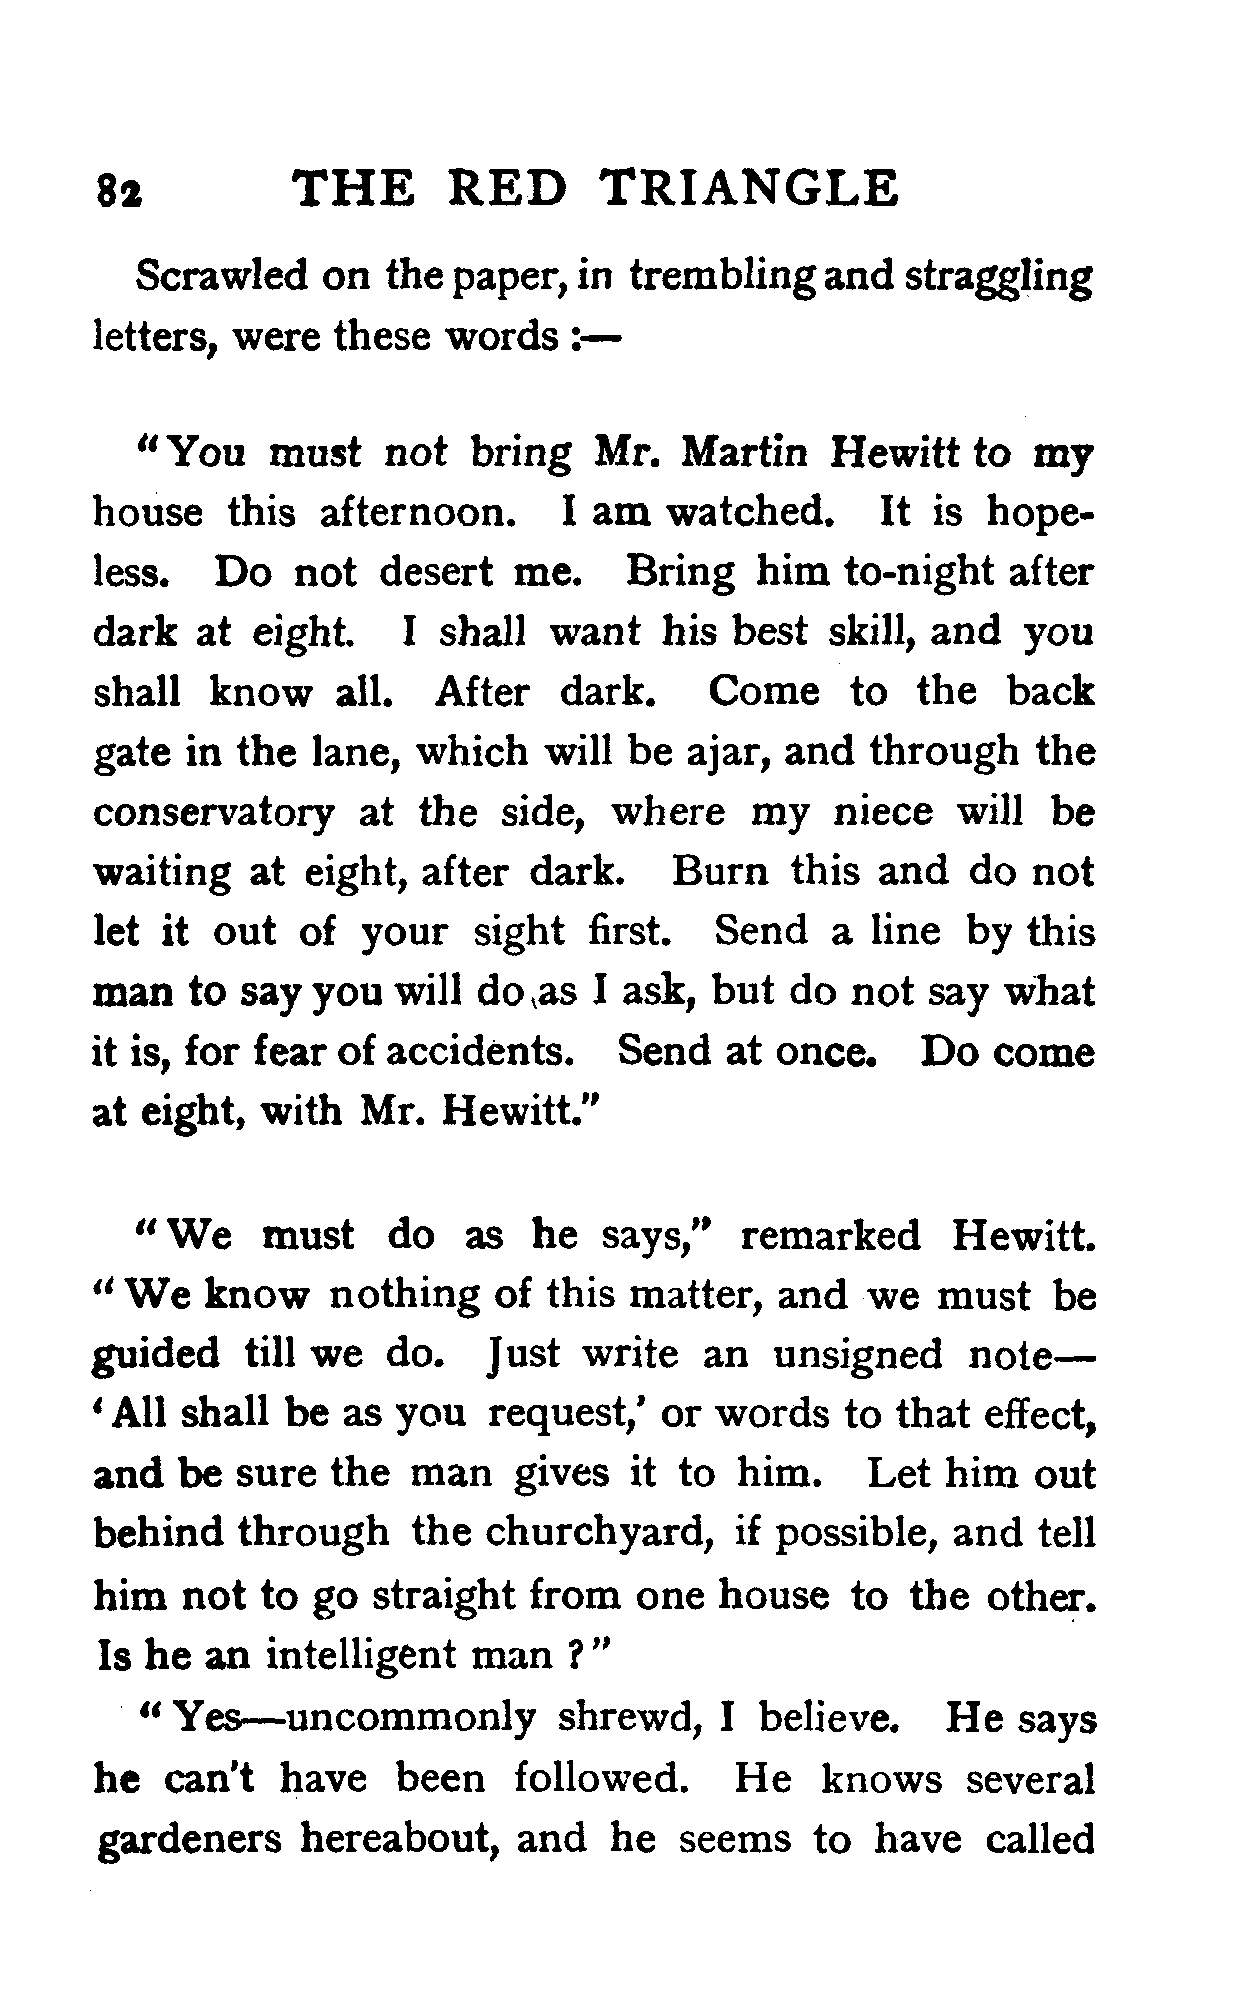 82 THE RED TRIANGLE
Scrawled on the paper, in trembling and straggling
letters, were these words :—
"You must not bring Mr. Martin Hewitt to my
house this afternoon. I am watched. It is hope-
less. Do not desert me. Bring him to-night after
dark at eight. I shall want his best skill, and you
shall know all. After dark. Come to the back
gate in the lane, which will be ajar, and through the
conservatory at the side, where my niece will be
waiting at eight, after dark. Burn this and do not
let it out of your sight first. Send a line by this
man to say you will do as I ask, but do not say what
it is, for fear of accidents. Send at once. Do come
at eight, with Mr. Hewitt."
"We must do as he says," remarked Hewitt.
"We know nothing of this matter, and we must be
guided till we do. Just write an unsigned note—
'All shall be as you request,' or words to that effect,
and be sure the man gives it to him. Let him out
behind through the churchyard, if possible, and tell
him not to go straight from one house to the other.
Is he an intelligent man ?"
"Yes—uncommonly shrewd, I believe. He says
he can't have been followed. He knows several
gardeners hereabout, and he seems to have called